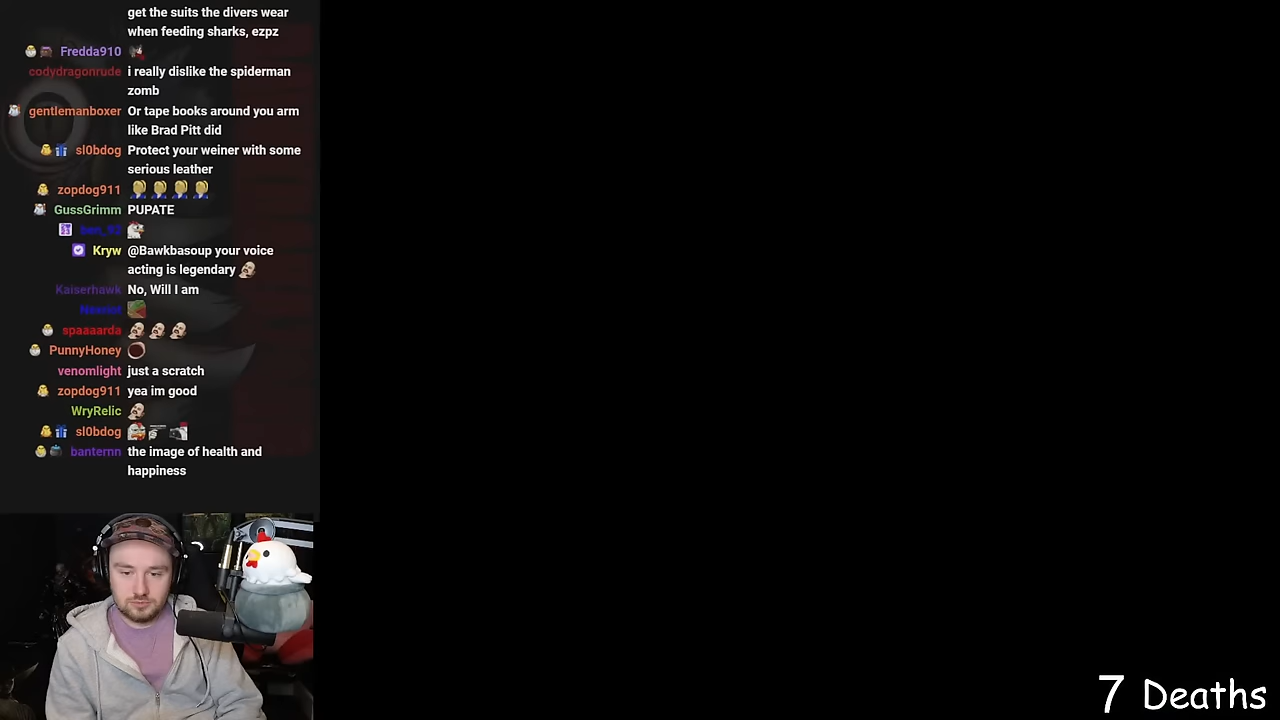 get the suits the divers wear
when feeding sharks, ezpz
Fredda910
codydragonrude i really dislike the spiderman
zomb
gentlemanboxer Or tape books around you arm
like Brad Pitt did
sl0bdog Protect your weiner with some
serious leather
zopdog911
GussGrimm PUPATE
Kryw @Bawkbasoup your voice
acting is legendary
Kaiserhawk No, Will I am
spaaaarda
PunnyHoney
venomlight just a scratch
zopdog911 yea im good
WryRelic
sl0bdog
banternn the image of health and
happiness
7 Deaths